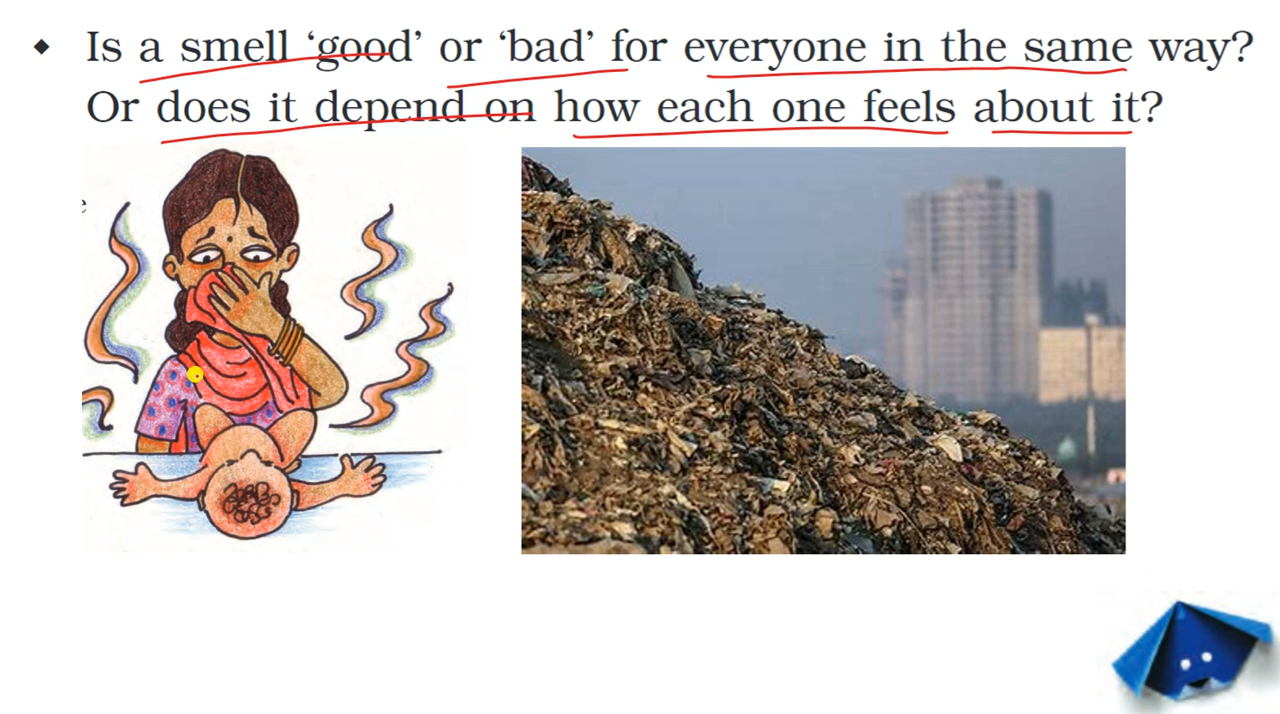 ◆ Is a smell ‘good’ or ‘bad’ for everyone in the same way?
Or does it depend on how each one feels about it?
e